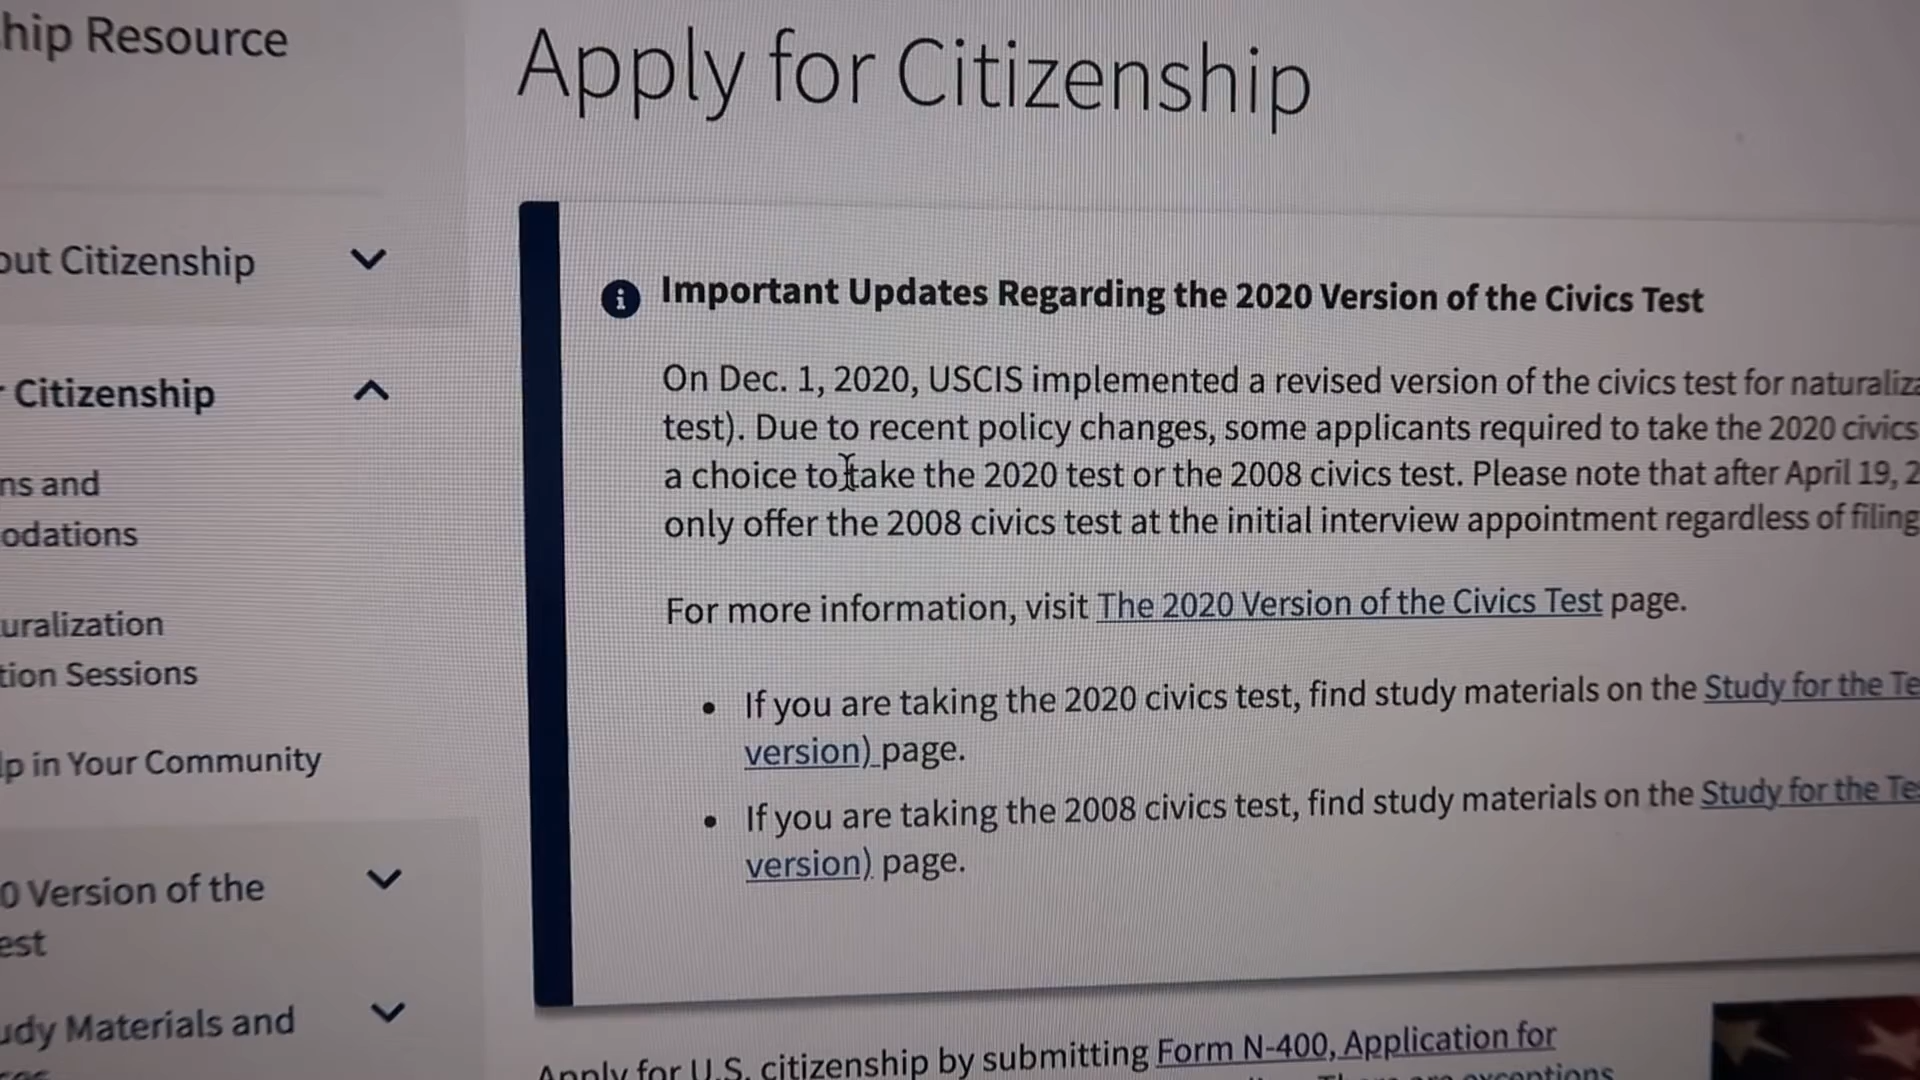 hip Resource
Apply for Citizenship
out Citizenship
Citizenship
ns and
odations
uralization
tion Sessions
lp in Your Community
0 Version of the
est
udy Materials and
Important Updates Regarding the 2020 Version of the Civics Test
On Dec. 1, 2020, USCIS implemented a revised version of the civics test for naturaliza
test). Due to recent policy changes, some applicants required to take the 2020 civics
a choice to take the 2020 test or the 2008 civics test. Please note that after April 19, 2
only offer the 2008 civics test at the initial interview appointment regardless of filing
For more information, visit The 2020 Version of the Civics Test page.
• If you are taking the 2020 civics test, find study materials on the Study for the Te
version) page.
• If you are taking the 2008 civics test, find study materials on the Study for the Tes
version) page.
Apply for U.S. citizenship by submitting Form N-400, Application for
exceptions